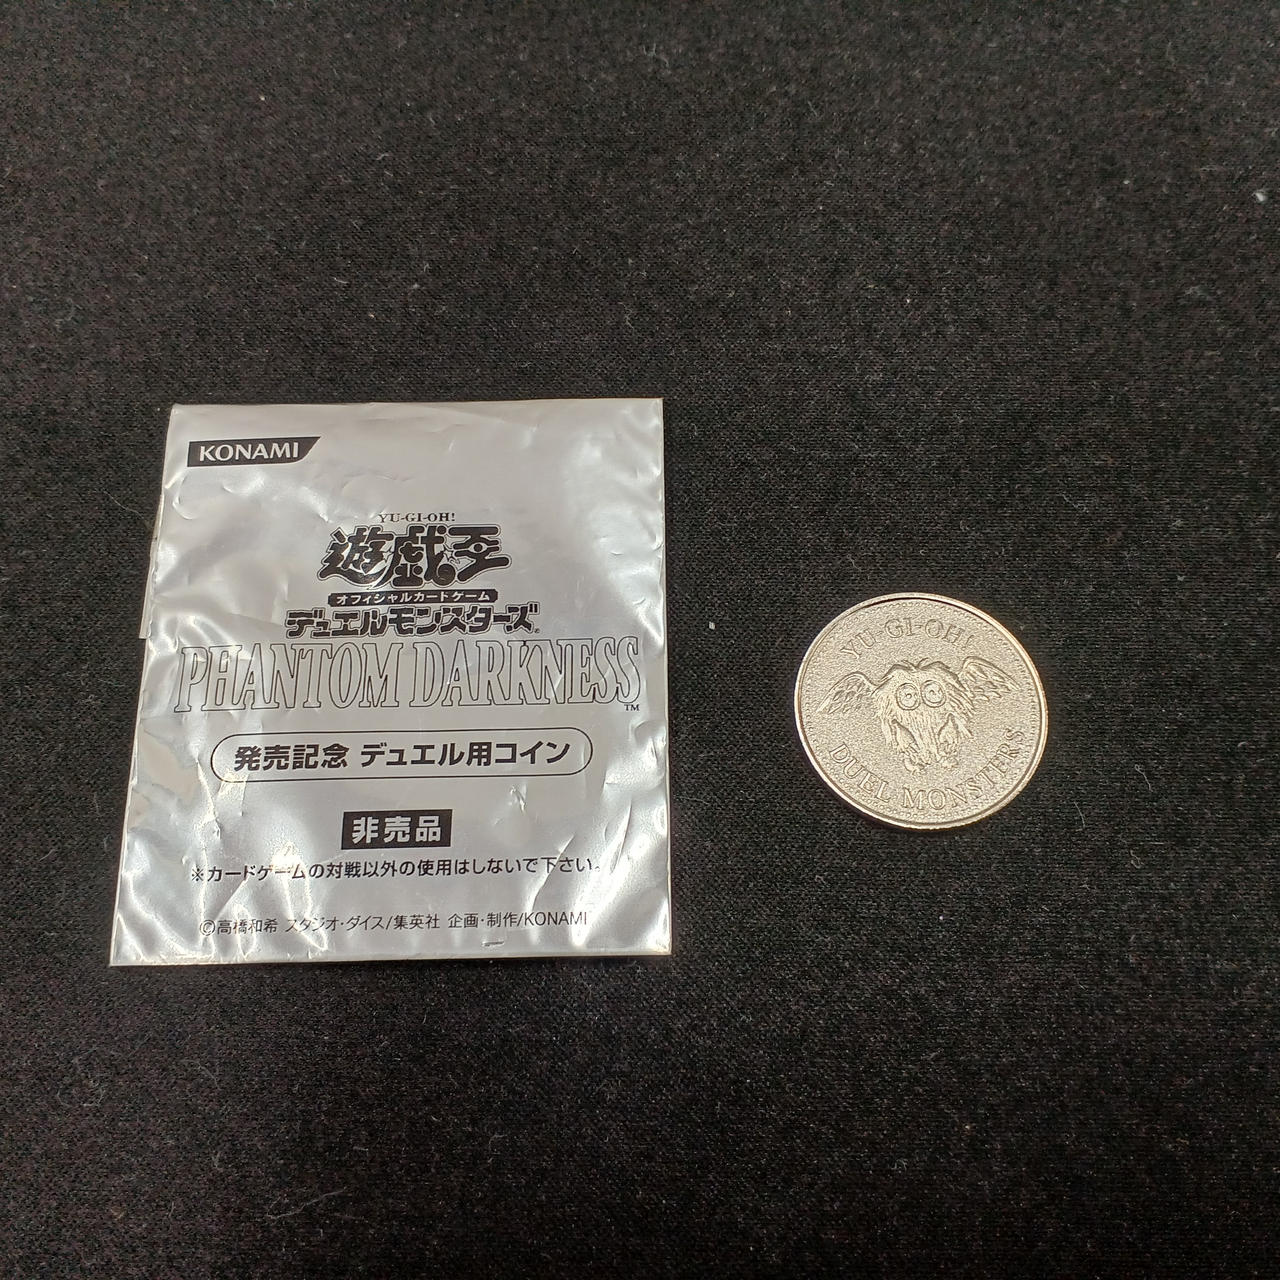 KONAMI
YU-GI-OH!
遊戯王
オフィシャルカードゲーム
デュエルモンスターズ®
PHANTOM DARKNESS™
発売記念 デュエル用コイン
非売品
※カードゲームの対戦以外の使用はしないで下さい。
©高橋和希 スタジオ・ダイス/集英社 企画・制作/KONAMI
YU-GI-OH!
DUEL MONSTERS